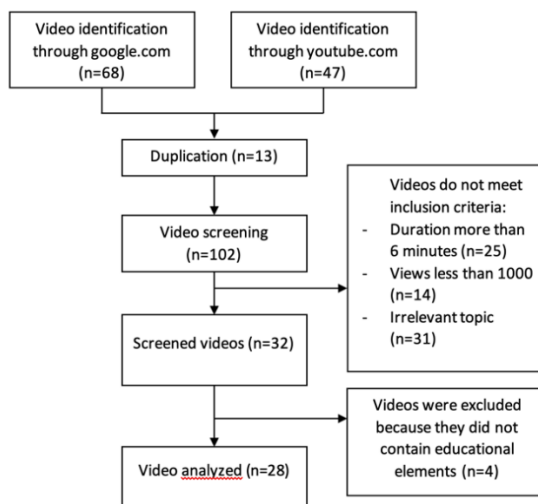 Video identification
through google.com
(n=68)
Video identification
through youtube.com
(n=47)
Duplication (n=13)
Video screening
(n=102)
Videos do not meet
inclusion criteria:
- Duration more than
6 minutes (n=25)
- Views less than 1000
(n=14)
- Irrelevant topic
(n=31)
Screened videos (n=32)
Videos were excluded
because they did not
contain educational
elements (n=4)
Video analyzed (n=28)